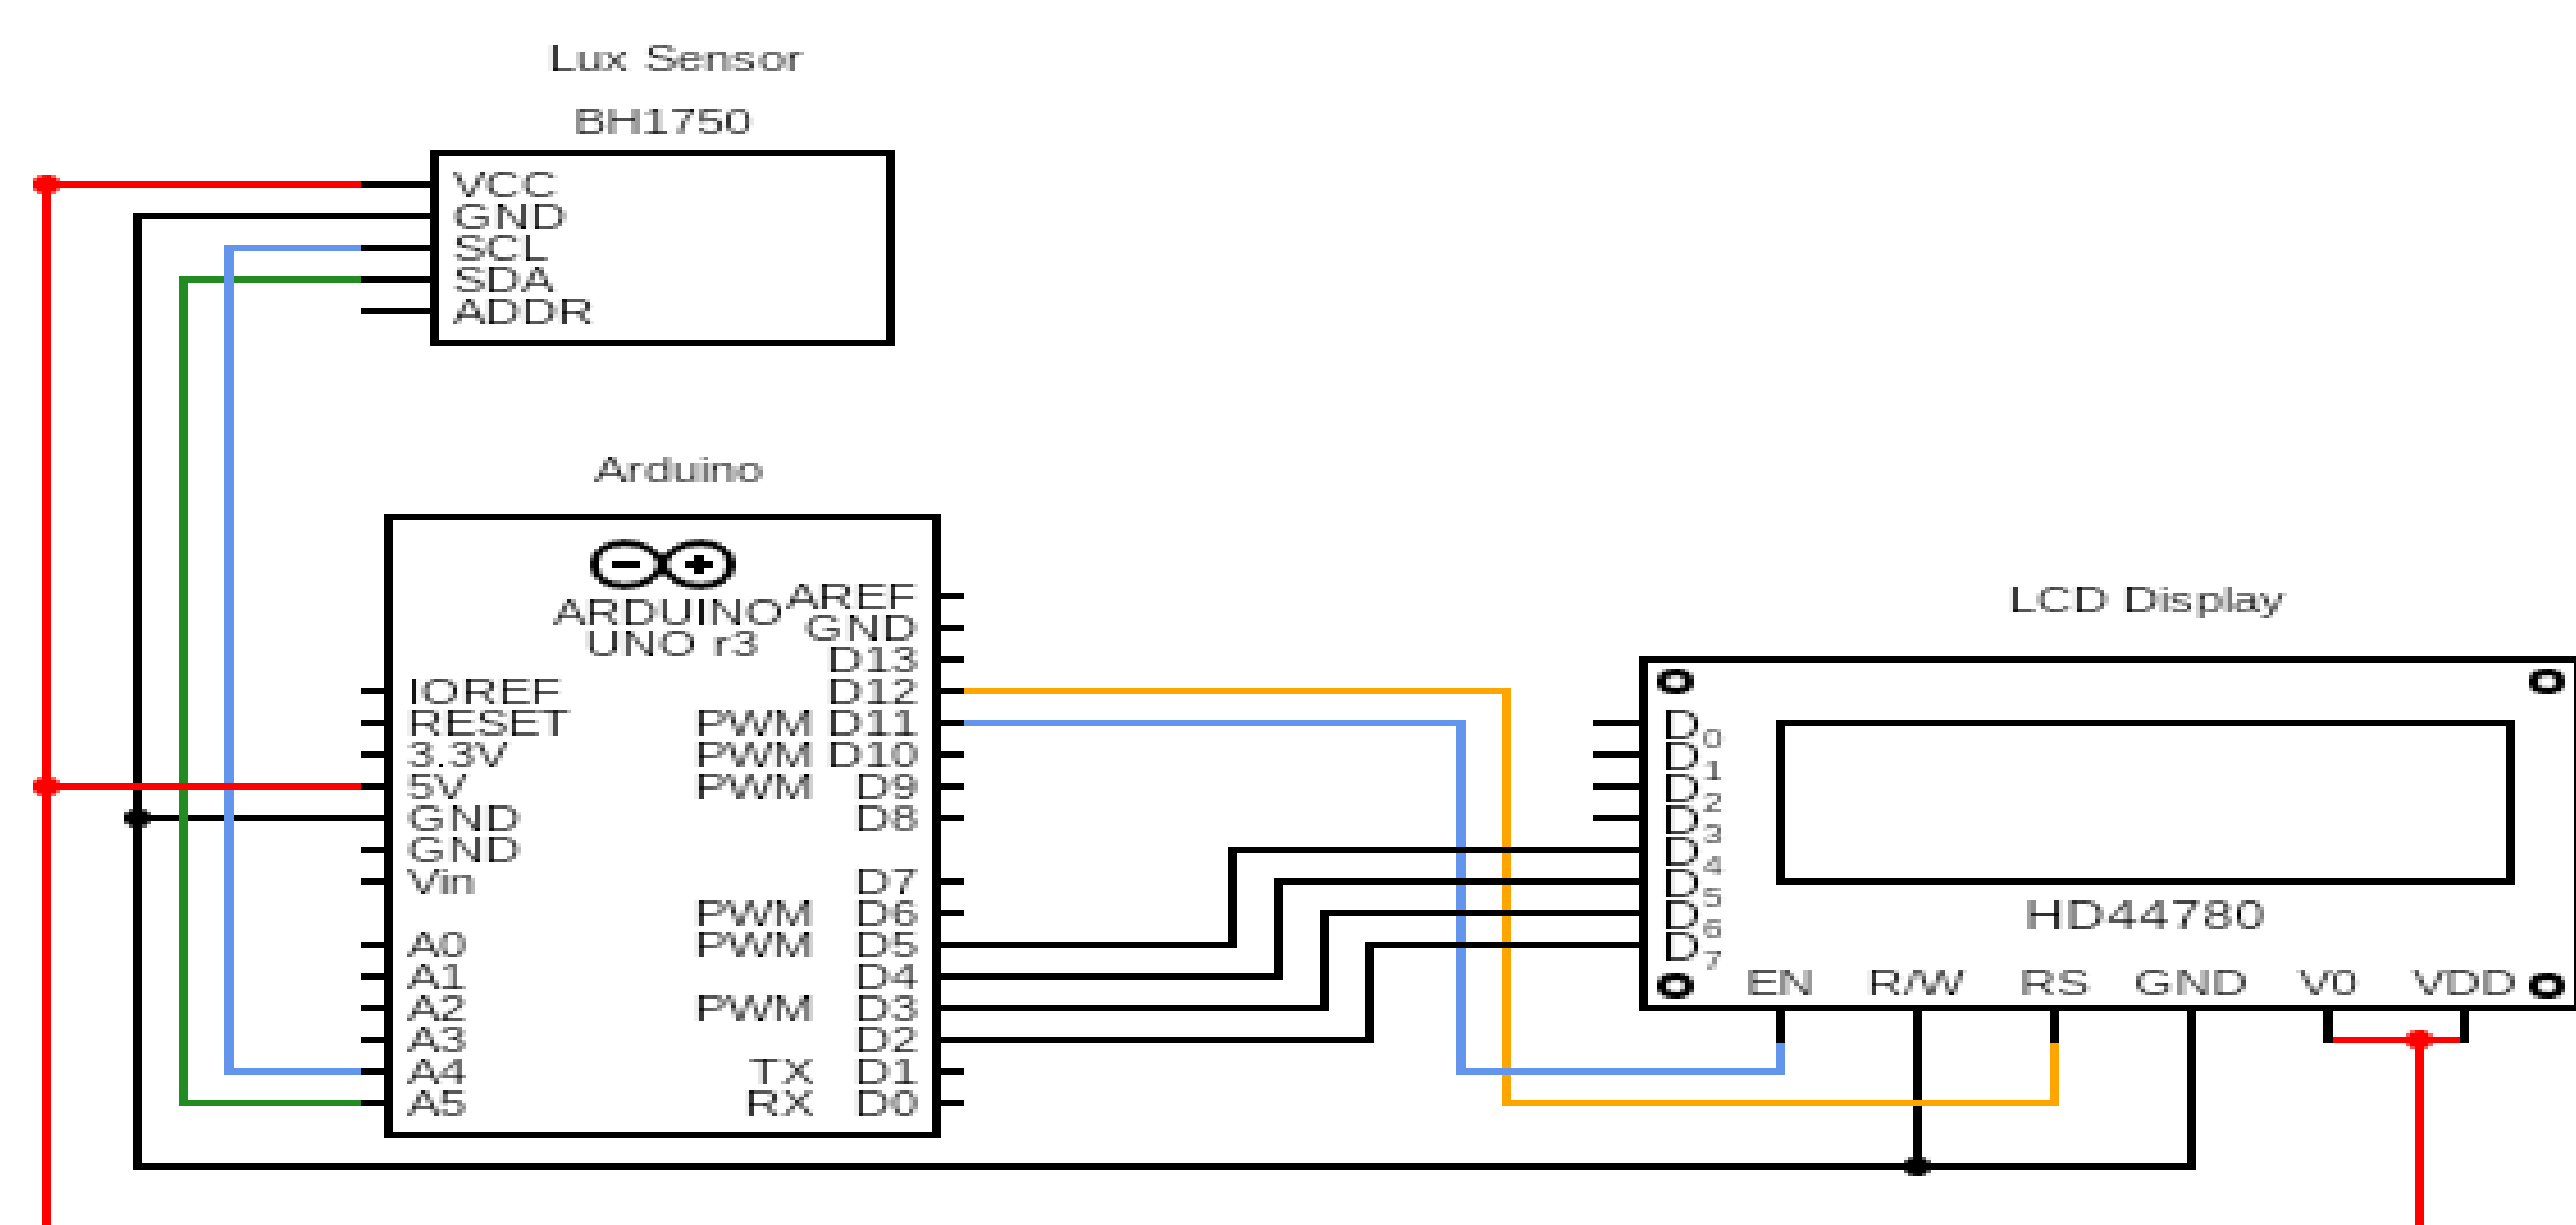 Lux Sensor
BH1750
VCC
GND
SCL
SDA
ADDR
Arduino
ARDUINO
UNO r3
IOREF
RESET
3.3V
5V
GND
GND
Vin
A0
A1
A2
A3
A4
A5
AREF
GND
D13
D12
PWM D11
PWM D10
PWM D9
D8
D7
PWM D6
PWM D5
D4
PWM D3
D2
TX D1
RX D0
LCD Display
D0
D1
D2
D3
D4
D5
D6
D7
HD44780
EN R/W RS GND V0 VDD